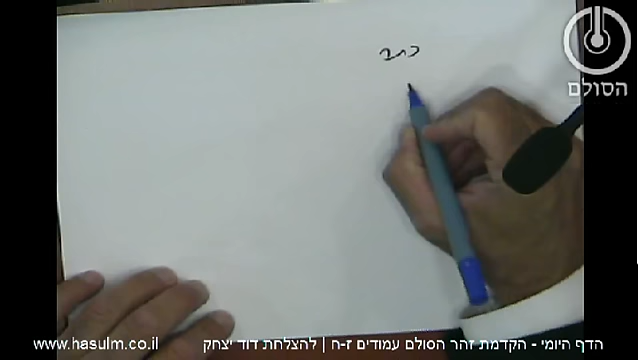 כתב
הסולם
הדף היומי - הקדמת זהר הסולם עמודים ז-ח | להצלחת דוד יצחק
www.hasulm.co.il